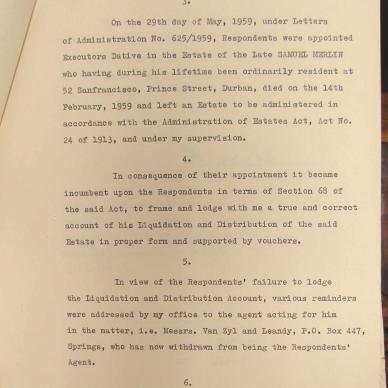 3.
On the 29th day of May, 1959, under Letters
of Administration No. 625/1959, Respondents were appointed
Executors Dative in the Estate of the Late SAMUEL MERLIN
who having during his lifetime been ordinarily resident at
52 Sanfrancisco, Prince Street, Durban, died on the 14th
February, 1959 and left an Estate to be administered in
accordance with the Administration of Estates Act, Act No.
24 of 1913, and under my supervision.
4.
In consequence of their appointment it became
incumbent upon the Respondents in terms of Section 68 of
the said Act, to frame and lodge with me a true and correct
account of his Liquidation and Distribution of the said
Estate in proper form and supported by vouchers.
5.
In view of the Respondents' failure to lodge
the Liquidation and Distribution Account, various reminders
were addressed by my office to the agent acting for him
in the matter, i.e. Messrs. Van Zyl and Leandy, P.O. Box 447,
Springs, who has now withdrawn from being the Respondents'
Agent.
6.